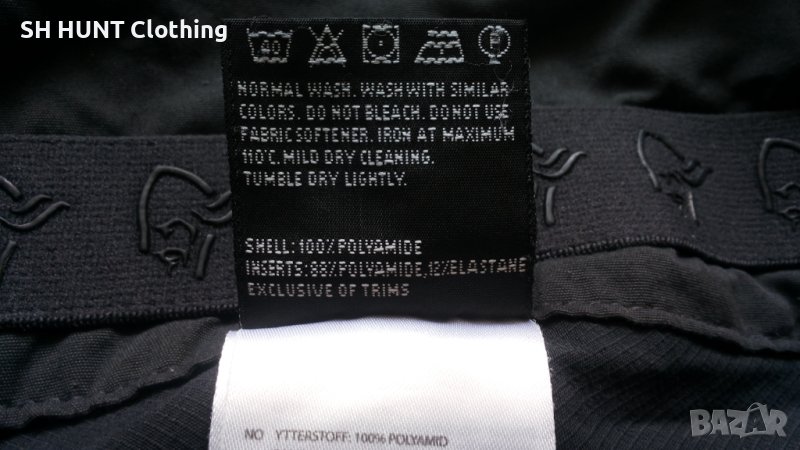 SH HUNT Clothing
40 P
NORMAL WASH. WASH WITH SIMILAR
COLORS. DO NOT BLEACH. DO NOT USE
FABRIC SOFTENER. IRON AT MAXIMUM
110°C. MILD DRY CLEANING.
TUMBLE DRY LIGHTLY.
SHELL: 100% POLYAMIDE
INSERTS: 88% POLYAMIDE, 12% ELASTANE
EXCLUSIVE OF TRIMS
NO YTTERSTOFF: 100% POLYAMID
BAZAR